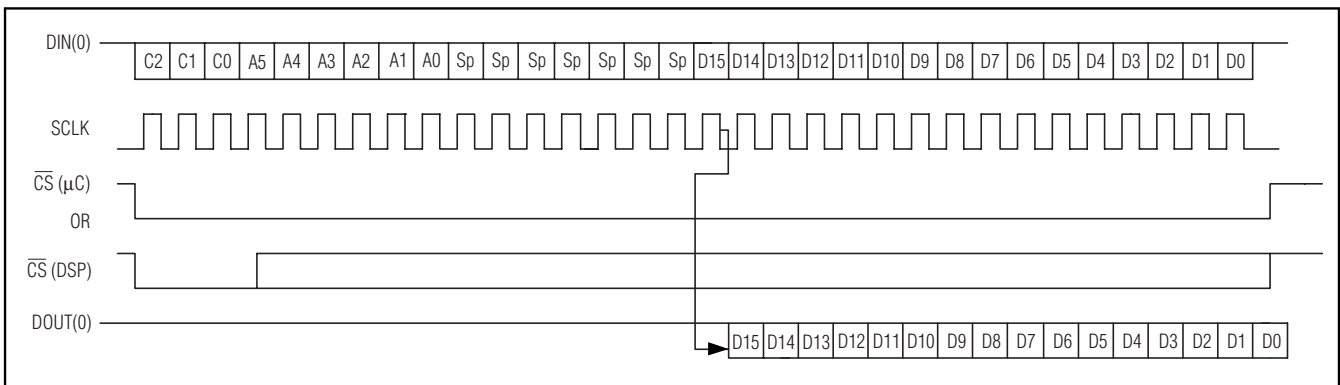 DIN(0)
C2 C1 C0 A5 A4 A3 A2 A1 A0 Sp Sp Sp Sp Sp Sp Sp D15 D14 D13 D12 D11 D10 D9 D8 D7 D6 D5 D4 D3 D2 D1 D0
SCLK
CS (µC)
OR
CS (DSP)
DOUT(0)
D15 D14 D13 D12 D11 D10 D9 D8 D7 D6 D5 D4 D3 D2 D1 D0